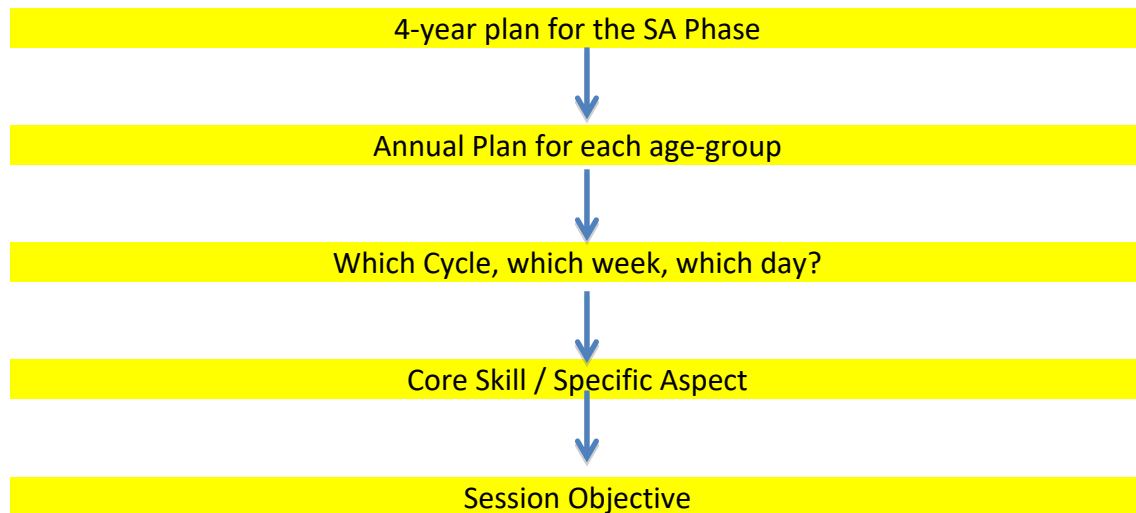 4-year plan for the SA Phase
Annual Plan for each age-group
Which Cycle, which week, which day?
Core Skill / Specific Aspect
Session Objective